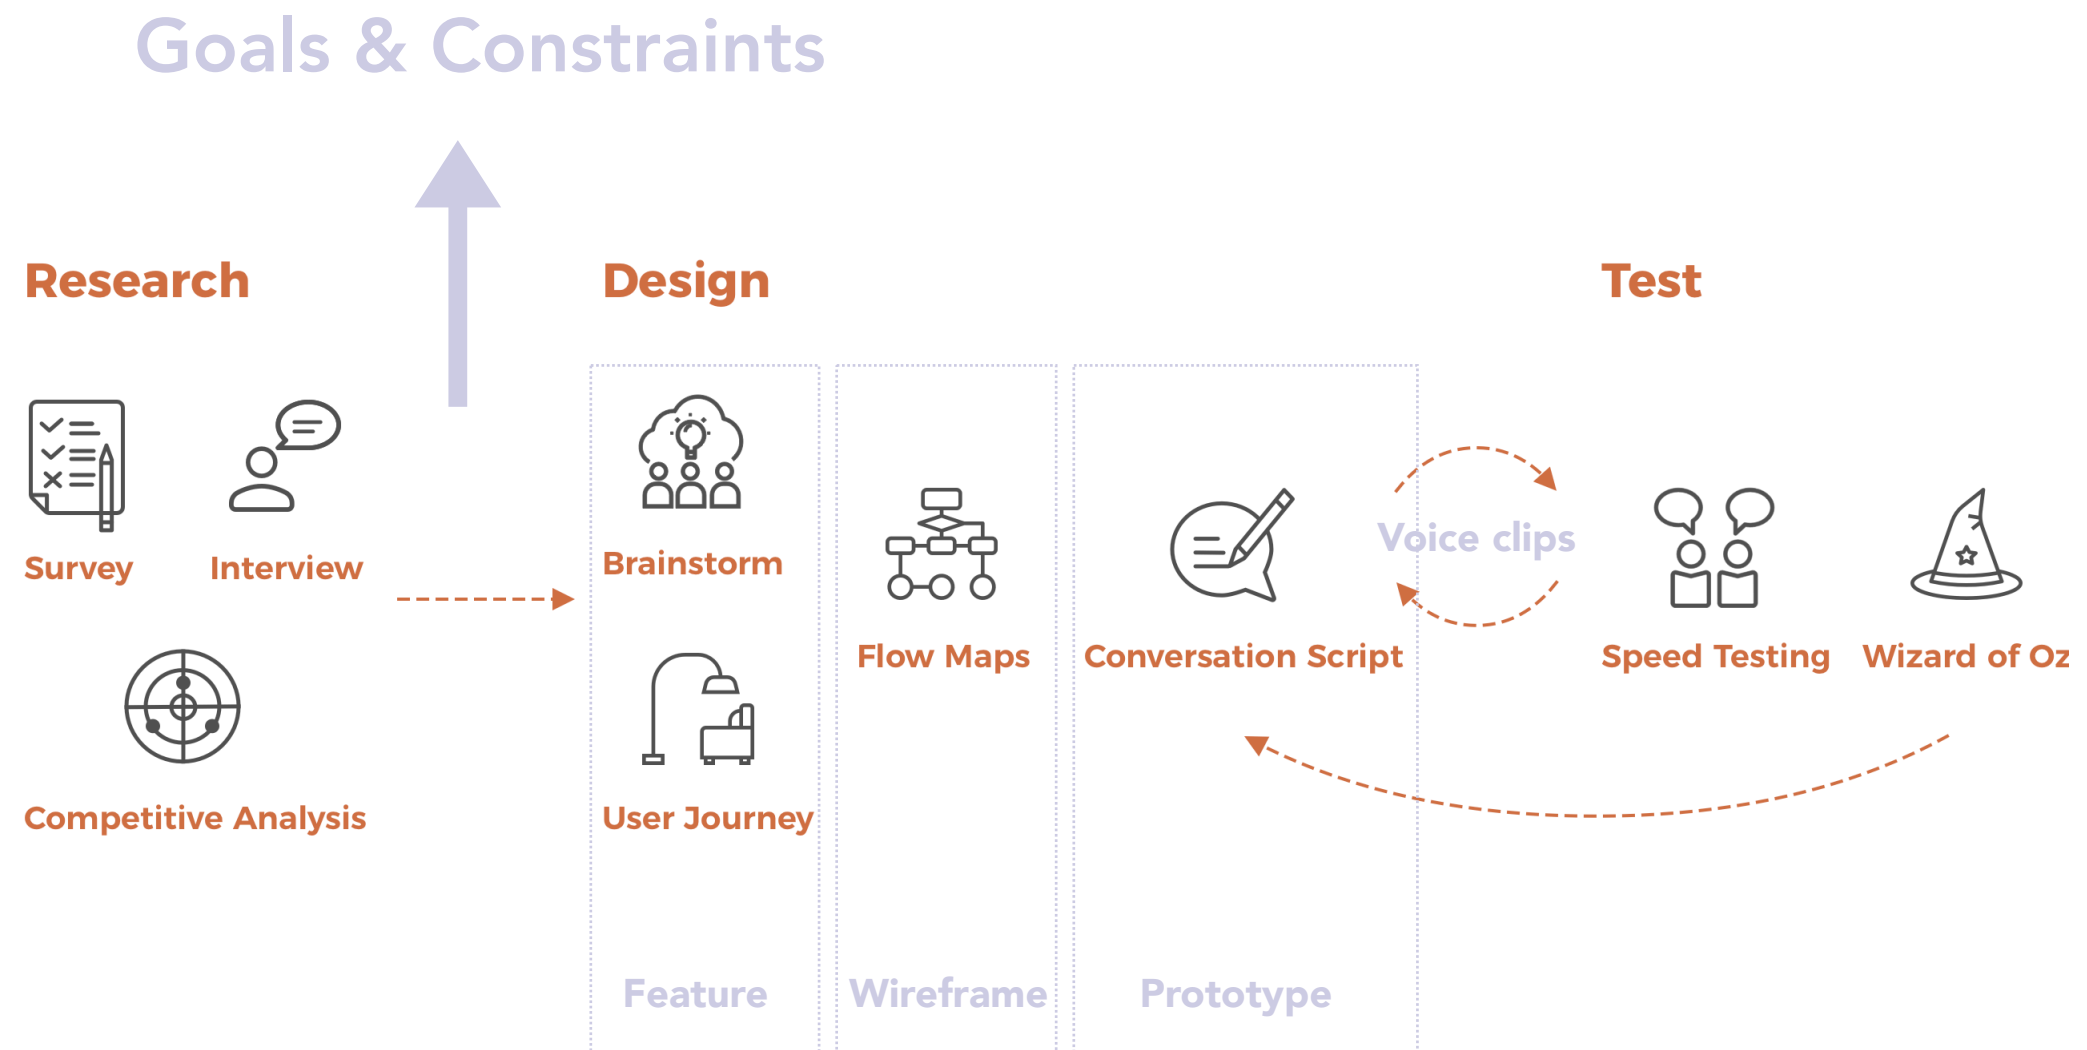 Goals & Constraints
Research
Design
Test
Survey
Interview
Competitive Analysis
Brainstorm
User Journey
Flow Maps
Conversation Script
Voice clips
Speed Testing
Wizard of Oz
Feature
Wireframe
Prototype